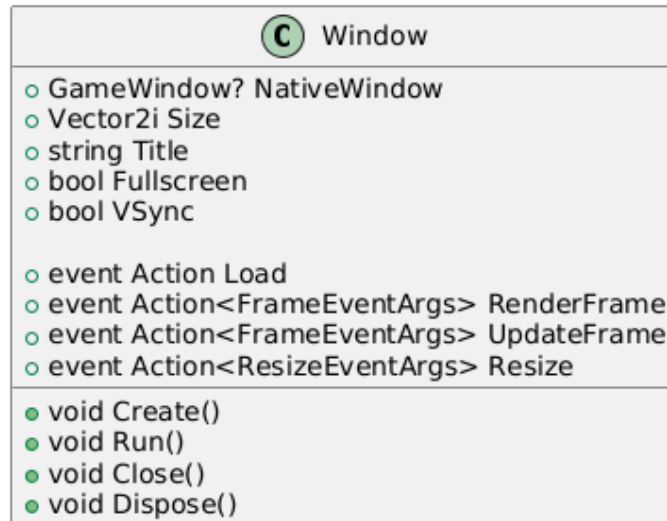 C Window
GameWindow? NativeWindow
Vector2i Size
string Title
bool Fullscreen
bool VSync
event Action Load
event Action<FrameEventArgs> RenderFrame
event Action<FrameEventArgs> UpdateFrame
event Action<ResizeEventArgs> Resize
void Create()
void Run()
void Close()
void Dispose()